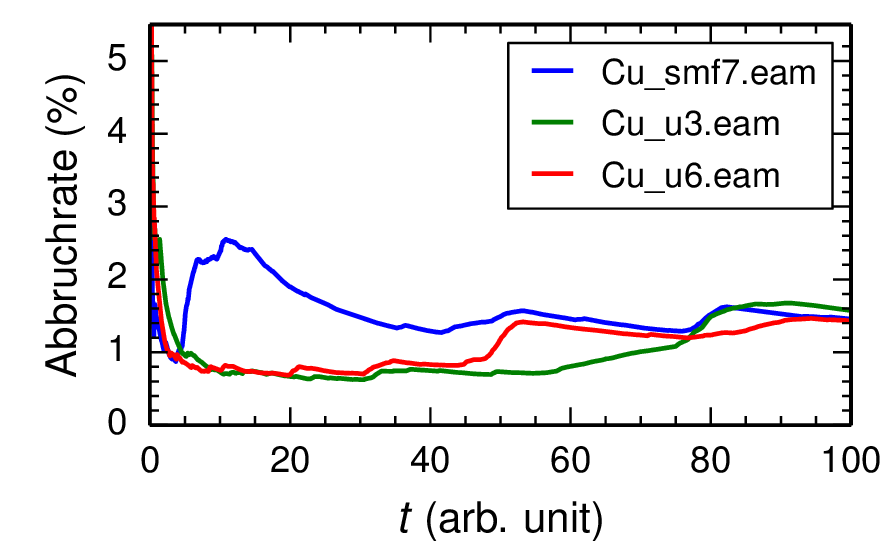 Abbruchrate (%)
5
4
3
2
1
0
Cu_smf7.eam
Cu_u3.eam
Cu_u6.eam
0 20 40 60 80 100
t (arb. unit)